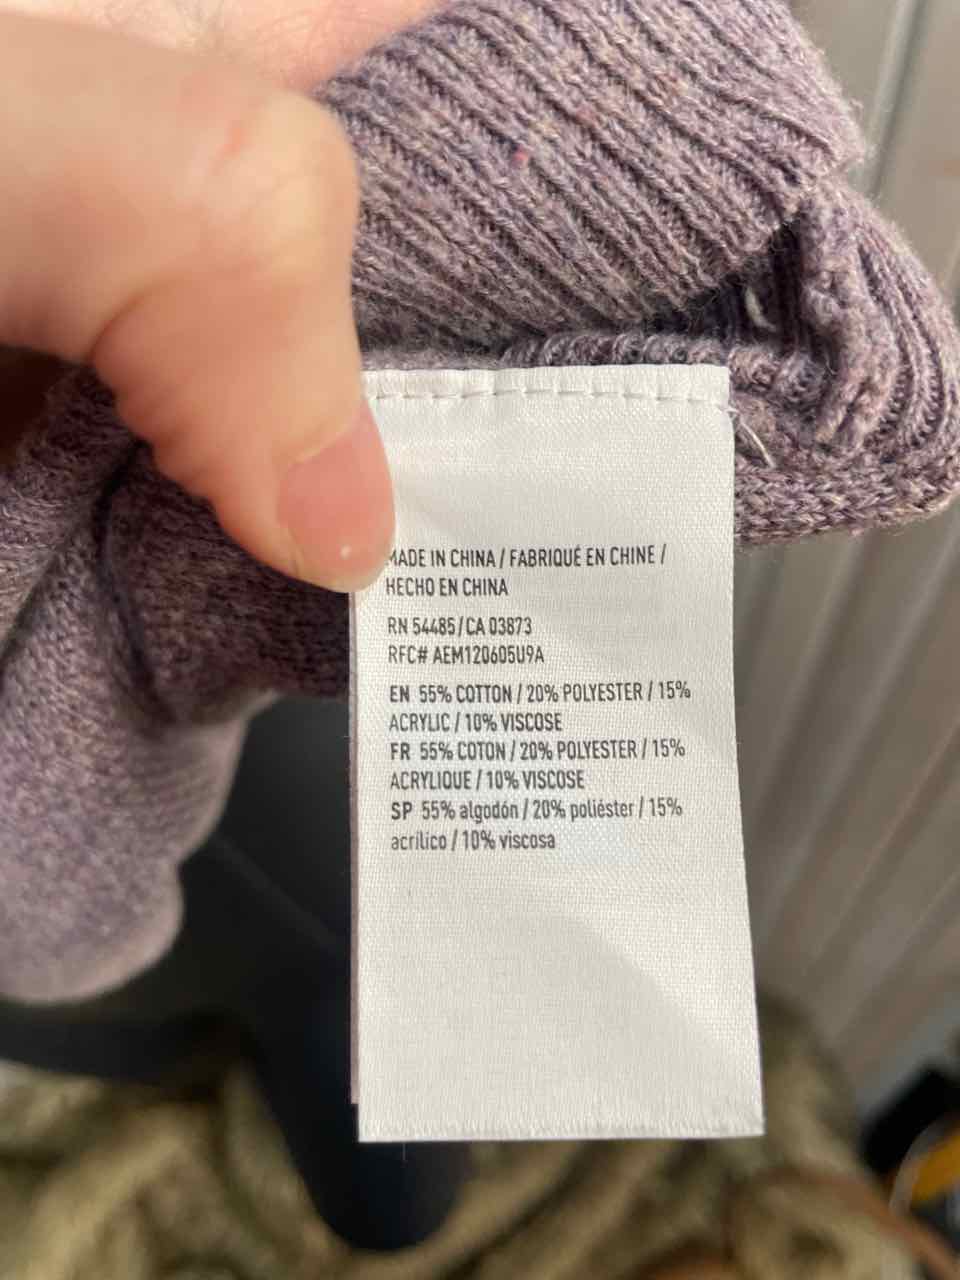 MADE IN CHINA / FABRIQUÉ EN CHINE /
HECHO EN CHINA
RN 54485/CA 03873
RFC# AEM120605U9A
EN 55% COTTON / 20% POLYESTER / 15%
ACRYLIC / 10% VISCOSE
FR 55% COTON / 20% POLYESTER / 15%
ACRYLIQUE / 10% VISCOSE
SP 55% algodón / 20% poliéster / 15%
acrílico / 10% viscosa